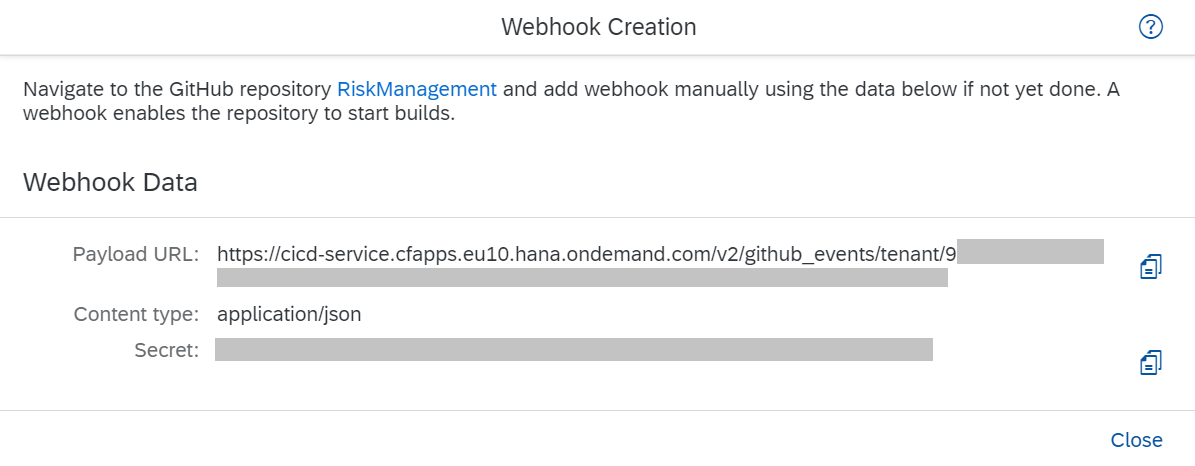 Webhook Creation
Navigate to the GitHub repository RiskManagement and add webhook manually using the data below if not yet done. A
webhook enables the repository to start builds.
Webhook Data
Payload URL: https://cicd-service.cfapps.eu10.hana.ondemand.com/v2/github_events/tenant/9
Content type: application/json
Secret:
Close